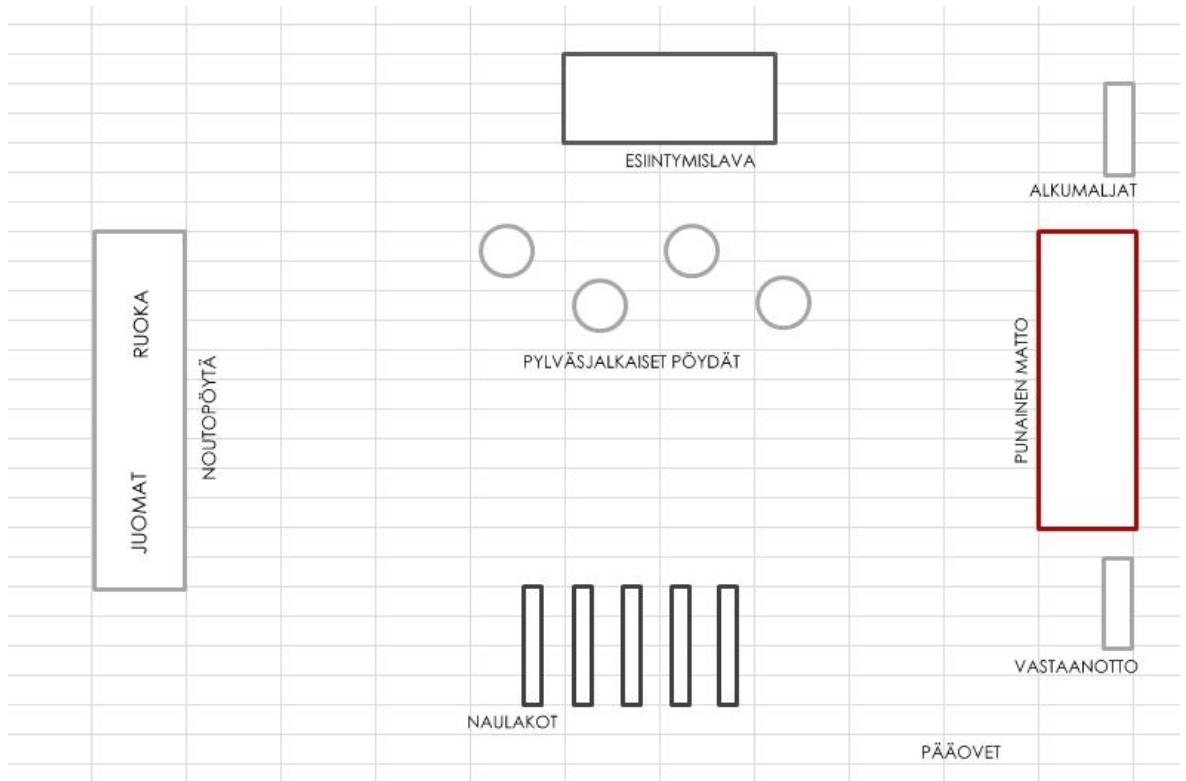 ESIINTYMISLAVA
ALKUMALJAT
RUOKA
JUOMAT
NOUTOPÖYTÄ
PYLVÄSJALKAISET PÖYDÄT
PUNAINEN MATTO
VASTAANOTTO
NAULAKOT
PÄÄOVET